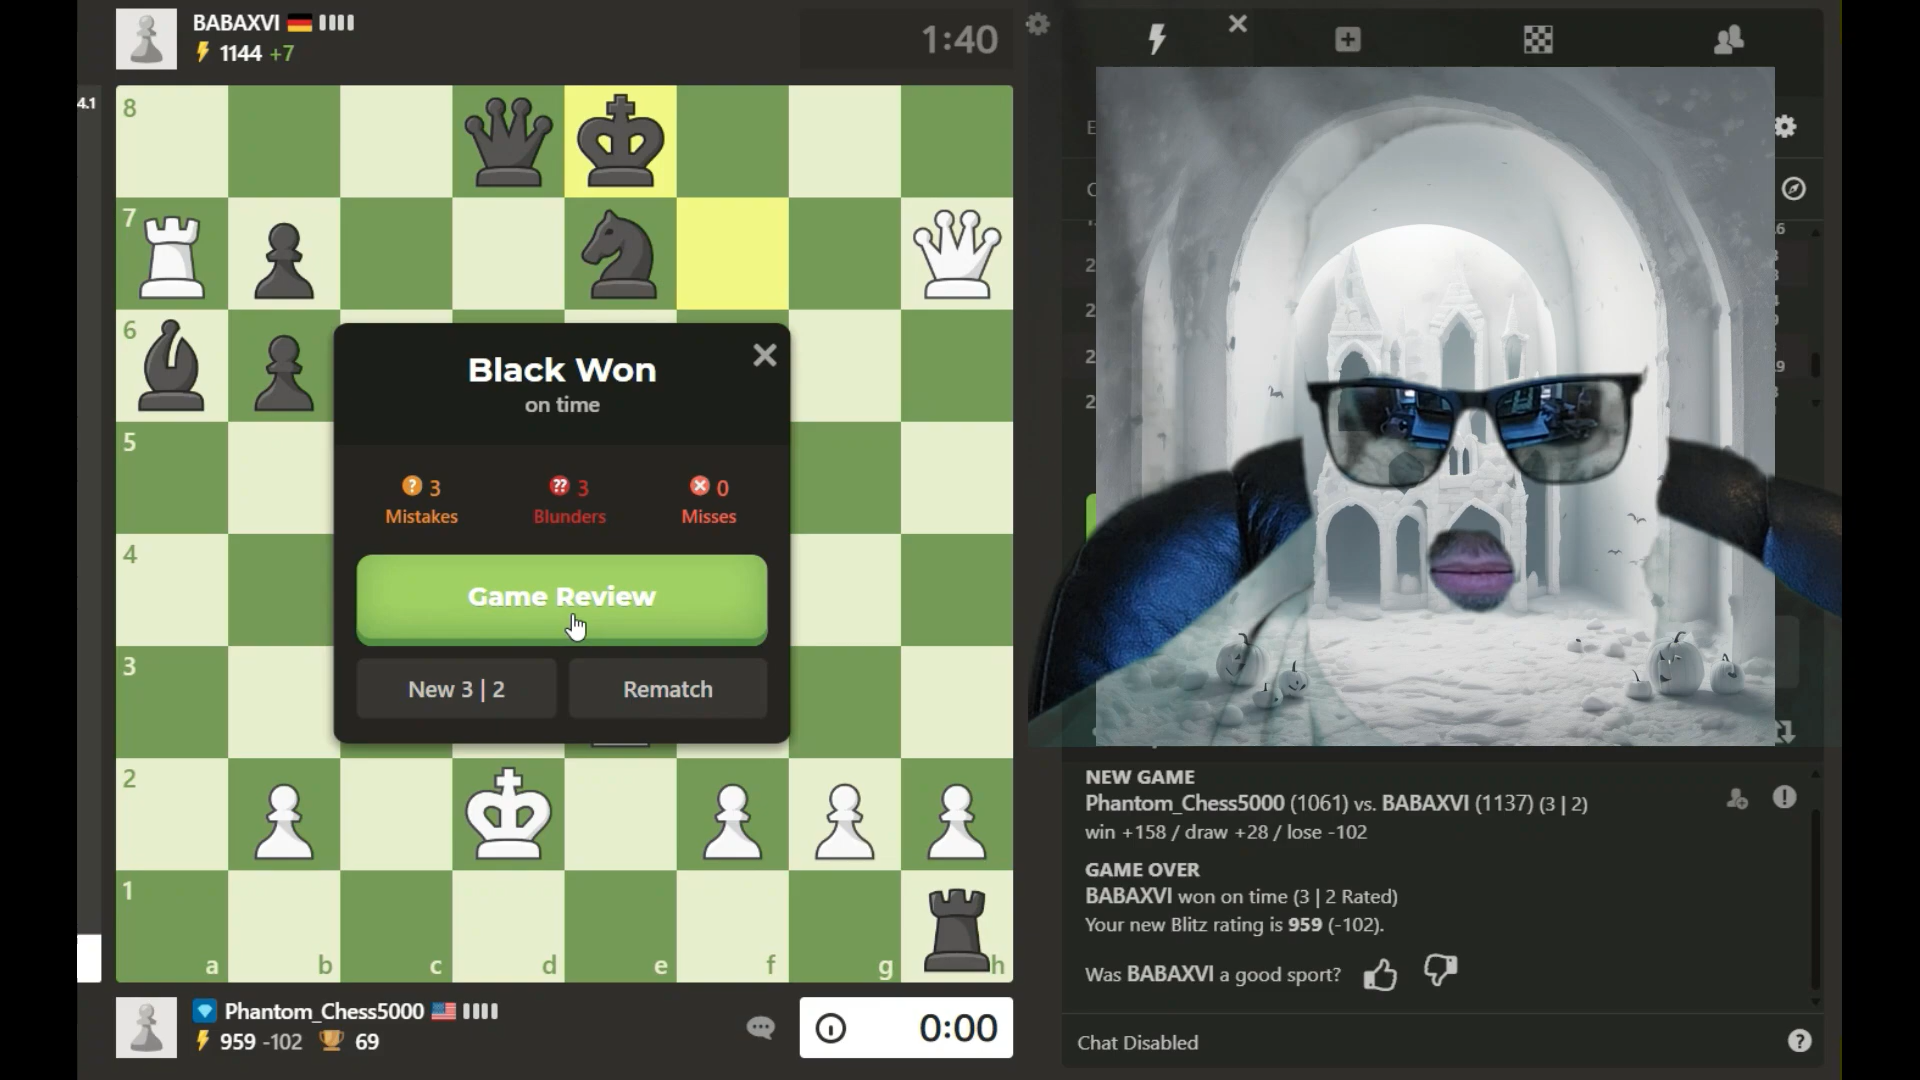 BABAXVI
1144 +7
1:40
4.1
8
7
6
5
4
3
2
1
a b c d e f g h
Black Won
on time
3
Mistakes
3
Blunders
0
Misses
Game Review
New 3 | 2
Rematch
Phantom_Chess5000
959 -102 69
0:00
NEW GAME
Phantom_Chess5000 (1061) vs. BABAXVI (1137) (3 | 2)
win +158 / draw +28 / lose -102
GAME OVER
BABAXVI won on time (3 | 2 Rated)
Your new Blitz rating is 959 (-102).
Was BABAXVI a good sport?
Chat Disabled